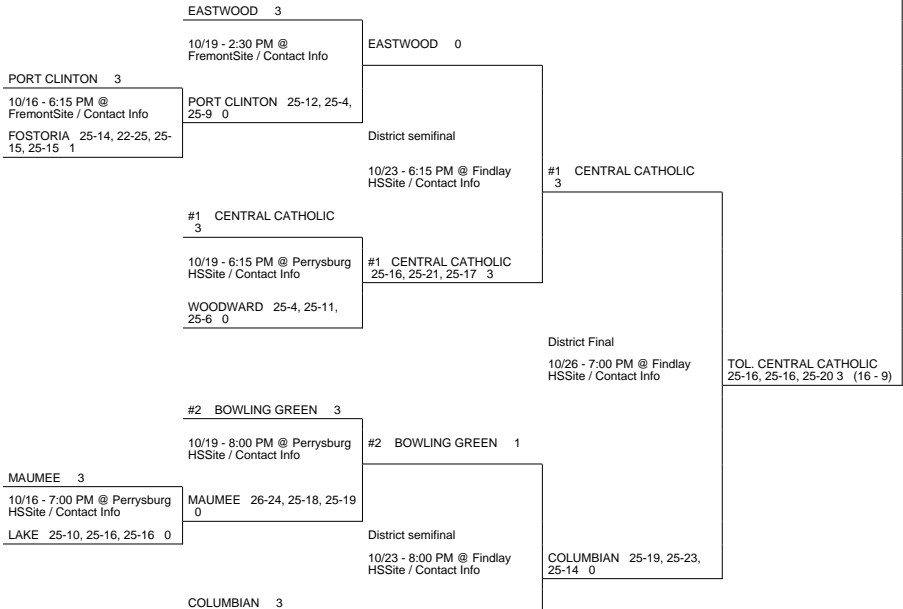 EASTWOOD 3
10/19 - 2:30 PM @
FremontSite / Contact Info
EASTWOOD 0
PORT CLINTON 3
10/16 - 6:15 PM @
FremontSite / Contact Info
PORT CLINTON 25-12, 25-4,
25-9 0
FOSTORIA 25-14, 22-25, 25-
15, 25-15 1
District semifinal
10/23 - 6:15 PM @ Findlay
HSSite / Contact Info
#1 CENTRAL CATHOLIC
3
#1 CENTRAL CATHOLIC
3
10/19 - 6:15 PM @ Perrysburg
HSSite / Contact Info
#1 CENTRAL CATHOLIC
25-16, 25-21, 25-17 3
WOODWARD 25-4, 25-11,
25-6 0
District Final
10/26 - 7:00 PM @ Findlay
HSSite / Contact Info
TOL. CENTRAL CATHOLIC
25-16, 25-16, 25-20 3 (16 - 9)
#2 BOWLING GREEN 3
10/19 - 8:00 PM @ Perrysburg
HSSite / Contact Info
#2 BOWLING GREEN 1
MAUMEE 3
10/16 - 7:00 PM @ Perrysburg
HSSite / Contact Info
MAUMEE 26-24, 25-18, 25-19
0
LAKE 25-10, 25-16, 25-16 0
District semifinal
10/23 - 8:00 PM @ Findlay
HSSite / Contact Info
COLUMBIAN 25-19, 25-23,
25-14 0
COLUMBIAN 3